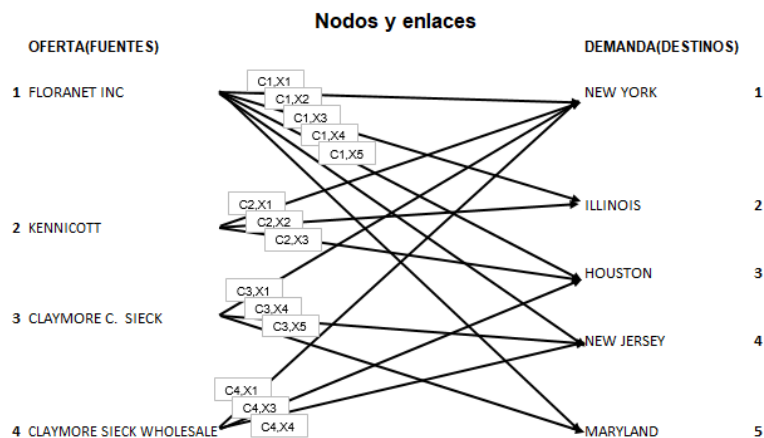 Nodos y enlaces
OFERTA(FUENTES)
DEMANDA(DESTINOS)
1 FLORANET INC
C1,X1
C1,X2
C1,X3
C1,X4
C1,X5
NEW YORK 1
2 KENNICOTT
C2,X1
C2,X2
C2,X3
ILLINOIS 2
HOUSTON 3
3 CLAYMORE C. SIECK
C3,X1
C3,X4
C3,X5
NEW JERSEY 4
4 CLAYMORE SIECK WHOLESALE
C4,X1
C4,X3
C4,X4
MARYLAND 5